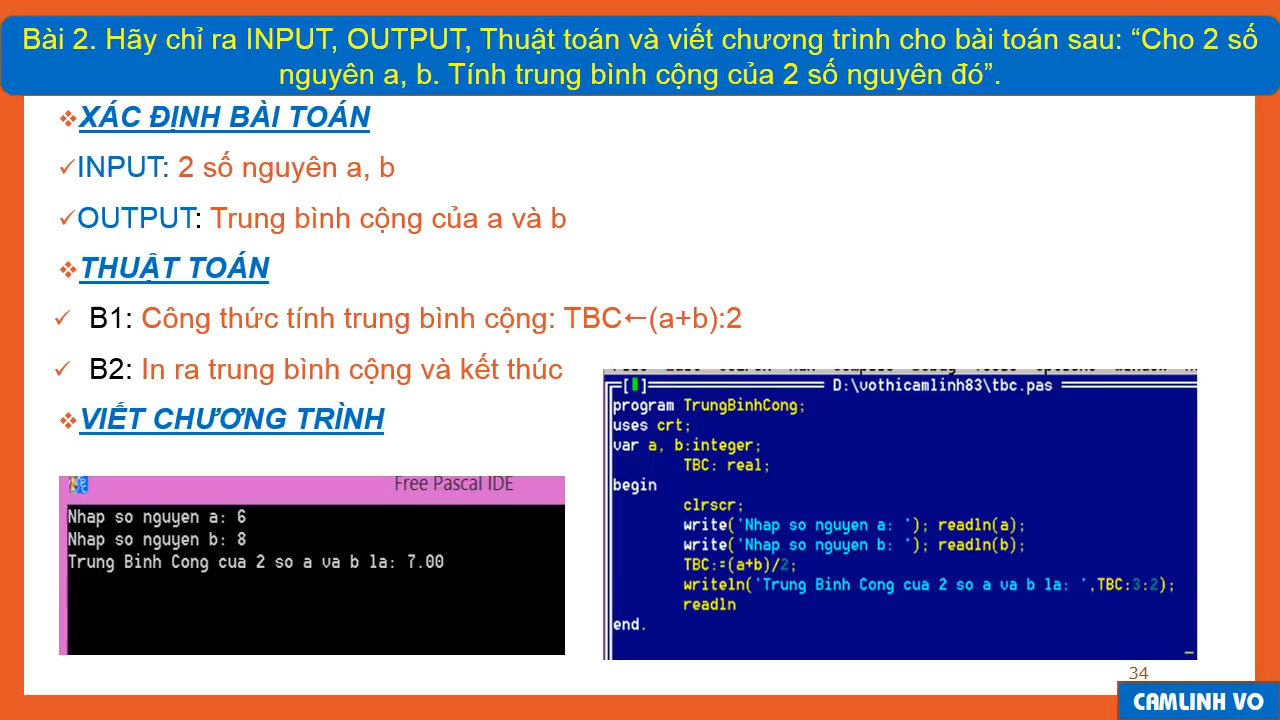 Bài 2. Hãy chỉ ra INPUT, OUTPUT, Thuật toán và viết chương trình cho bài toán sau: “Cho 2 số
nguyên a, b. Tính trung bình cộng của 2 số nguyên đó”.
XÁC ĐỊNH BÀI TOÁN
INPUT: 2 số nguyên a, b
OUTPUT: Trung bình cộng của a và b
THUẬT TOÁN
B1: Công thức tính trung bình cộng: TBC←(a+b):2
B2: In ra trung bình cộng và kết thúc
VIẾT CHƯƠNG TRÌNH
Free Pascal IDE
Nhap so nguyen a: 6
Nhap so nguyen b: 8
Trung Binh Cong cua 2 so a va b la: 7.00
D:\vothicamlinh83\tbc.pas
program TrungBinhCong;
uses crt;
var a, b:integer;
TBC: real;
begin
clrscr;
write('Nhap so nguyen a: '); readln(a);
write('Nhap so nguyen b: '); readln(b);
TBC:=(a+b)/2;
writeln('Trung Binh Cong cua 2 so a va b la: ',TBC:3:2);
readln
end.
34
CAMLINH VO